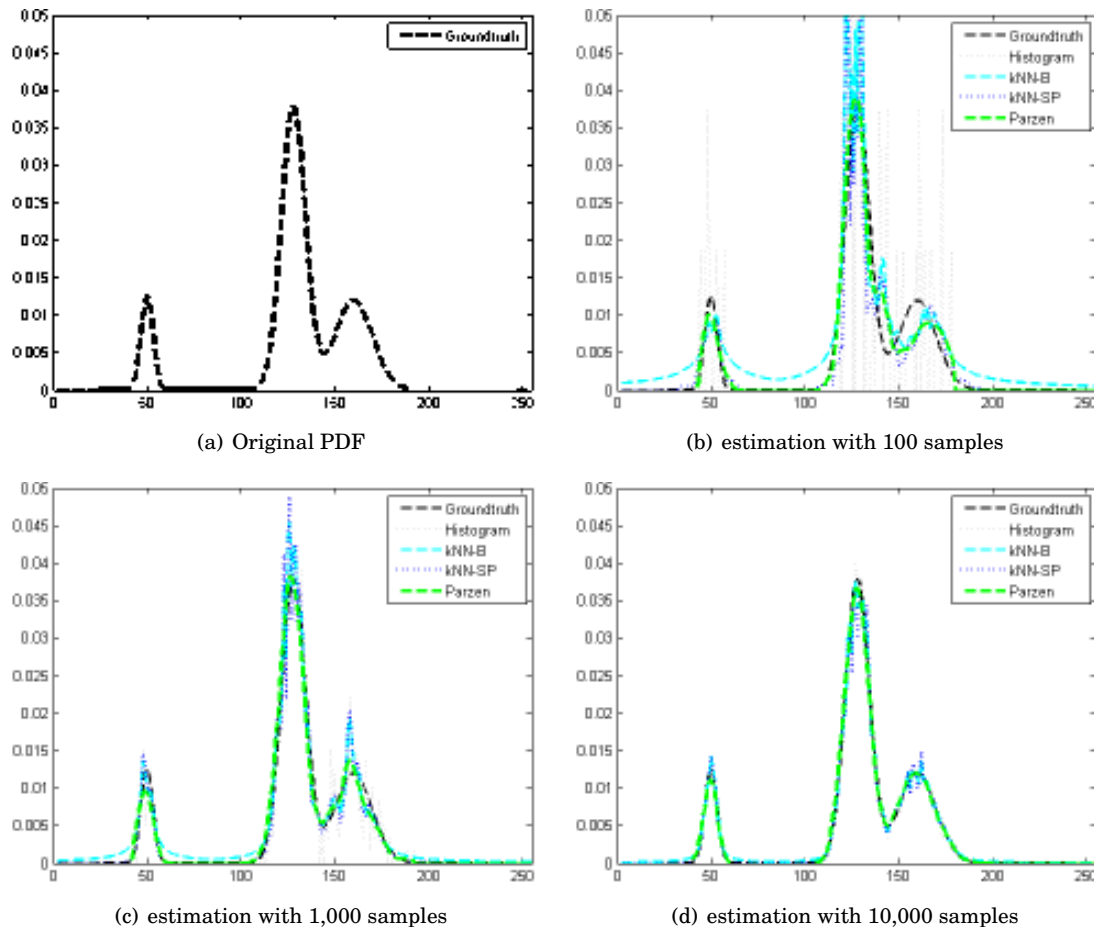 0.05
0.045
0.04
0.035
0.03
0.025
0.02
0.015
0.01
0.005
0
0 50 100 150 200 250
Groundtruth
(a) Original PDF
0.05
0.045
0.04
0.035
0.03
0.025
0.02
0.015
0.01
0.005
0
0 50 100 150 200 250
Groundtruth
Histogram
kNN-B
kNN-SP
Parzen
(b) estimation with 100 samples
0.05
0.045
0.04
0.035
0.03
0.025
0.02
0.015
0.01
0.005
0
0 50 100 150 200 250
Groundtruth
Histogram
kNN-B
kNN-SP
Parzen
(c) estimation with 1,000 samples
0.05
0.045
0.04
0.035
0.03
0.025
0.02
0.015
0.01
0.005
0
0 50 100 150 200 250
Groundtruth
Histogram
kNN-B
kNN-SP
Parzen
(d) estimation with 10,000 samples